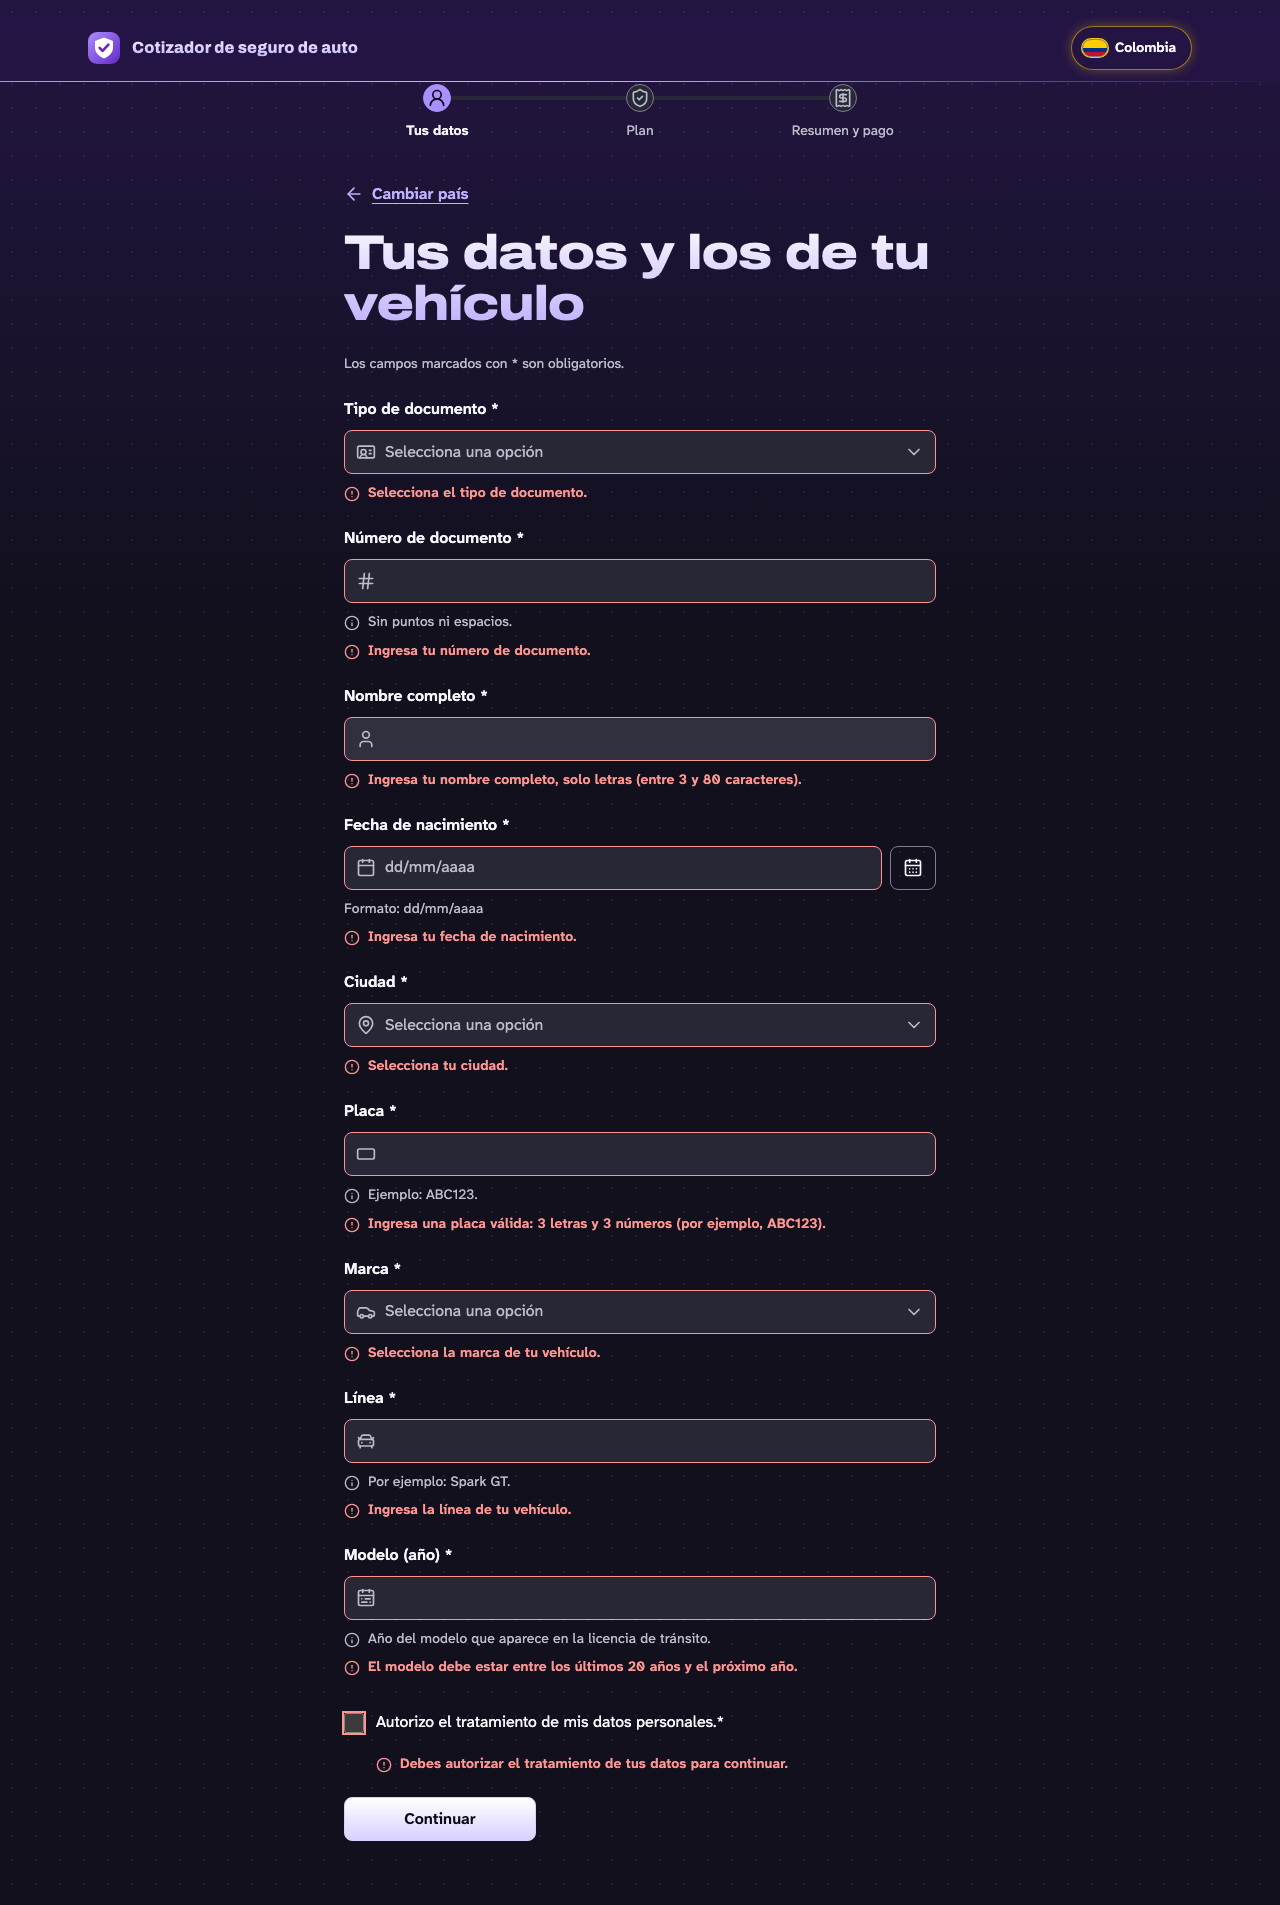 Cotizador de seguro de auto
Colombia
Tus datos
Plan
Resumen y pago
Cambiar país
Tus datos y los de tu
vehículo
Los campos marcados con * son obligatorios.
Tipo de documento *
Selecciona una opción
Selecciona el tipo de documento.
Número de documento *
Sin puntos ni espacios.
Ingresa tu número de documento.
Nombre completo *
Ingresa tu nombre completo, solo letras (entre 3 y 80 caracteres).
Fecha de nacimiento *
dd/mm/aaaa
Formato: dd/mm/aaaa
Ingresa tu fecha de nacimiento.
Ciudad *
Selecciona una opción
Selecciona tu ciudad.
Placa *
Ejemplo: ABC123.
Ingresa una placa válida: 3 letras y 3 números (por ejemplo, ABC123).
Marca *
Selecciona una opción
Selecciona la marca de tu vehículo.
Línea *
Por ejemplo: Spark GT.
Ingresa la línea de tu vehículo.
Modelo (año) *
Año del modelo que aparece en la licencia de tránsito.
El modelo debe estar entre los últimos 20 años y el próximo año.
Autorizo el tratamiento de mis datos personales.*
Debes autorizar el tratamiento de tus datos para continuar.
Continuar